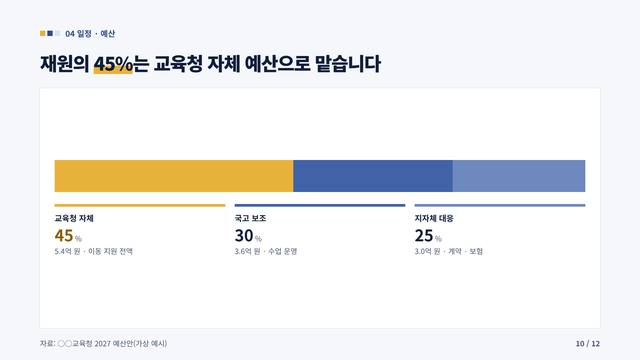 04 일정 · 예산
재원의 45%는 교육청 자체 예산으로 맡습니다
교육청 자체
45 %
5.4억 원 · 이동 지원 전액
국고 보조
30 %
3.6억 원 · 수업 운영
지자체 대응
25 %
3.0억 원 · 계약 · 보험
자료: ○○교육청 2027 예산안(가상 예시)
10 / 12